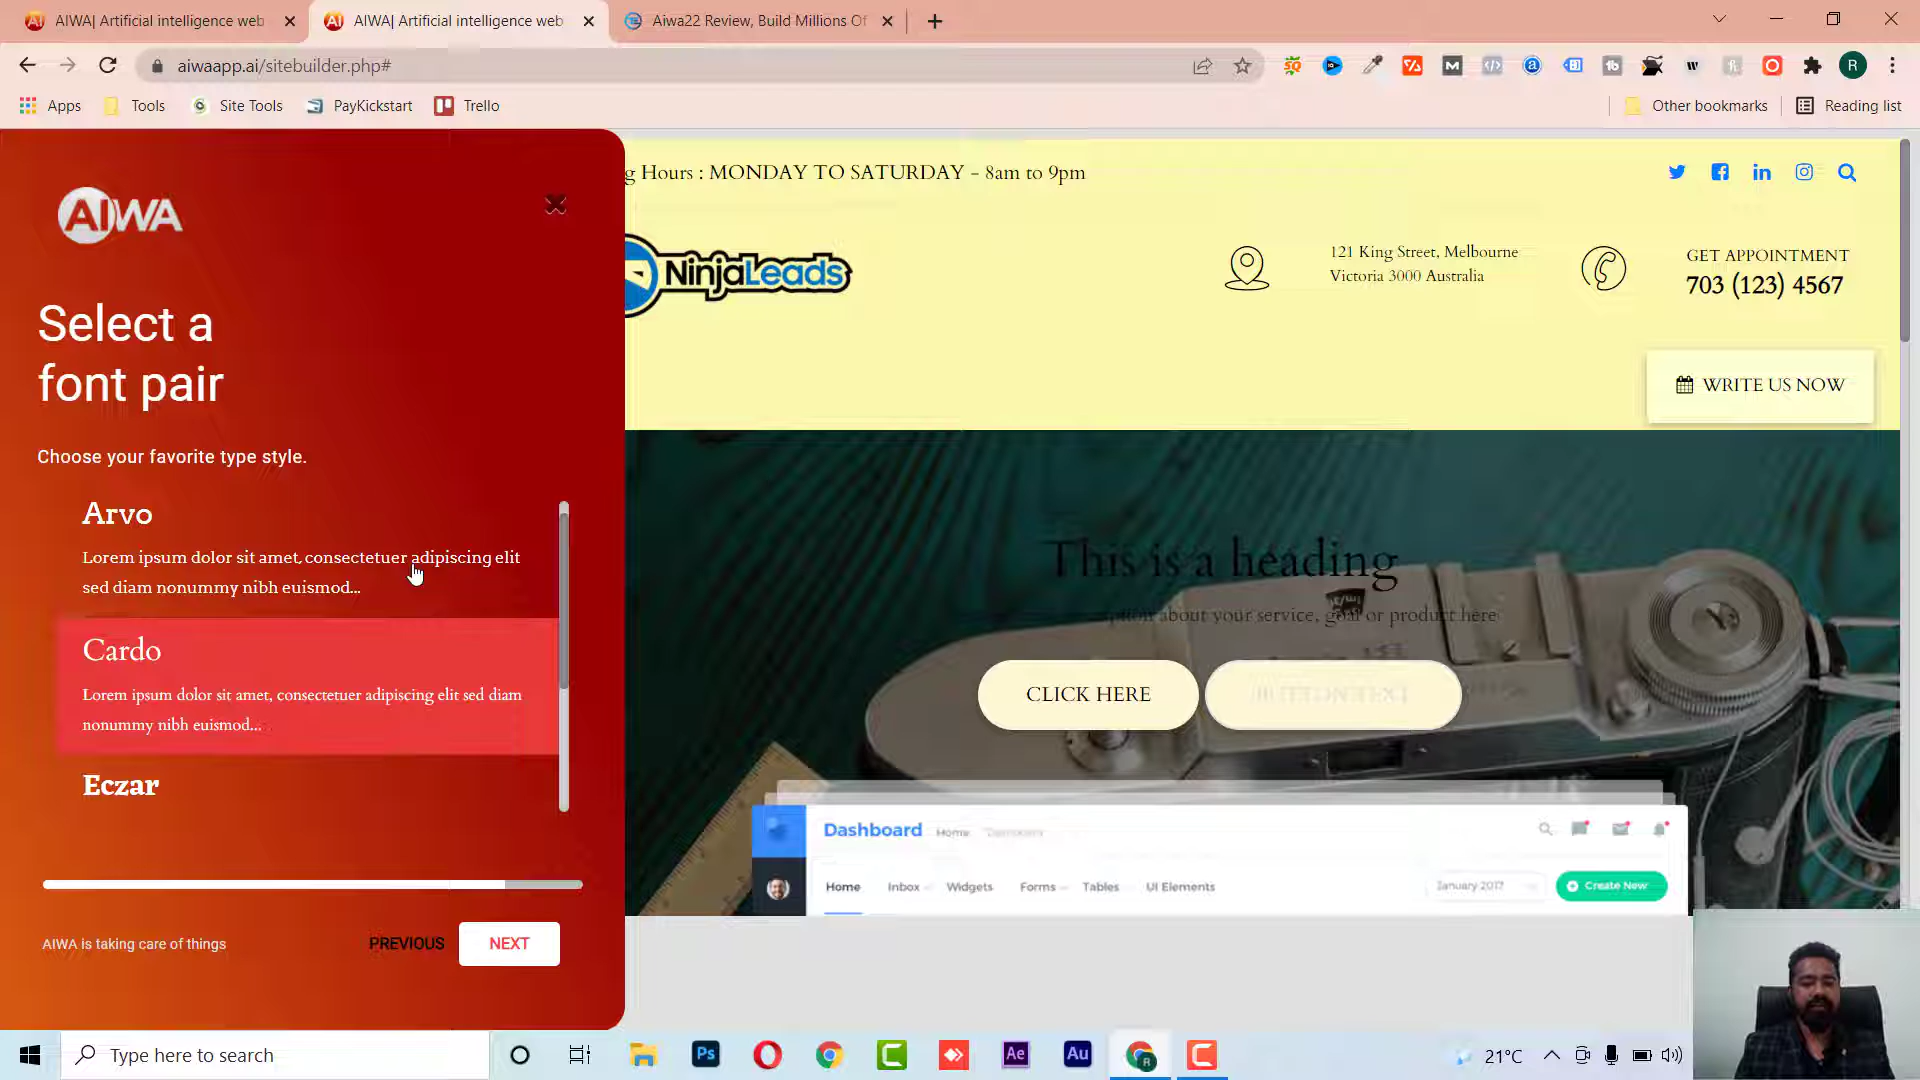 AIWA| Artificial intelligence web
AIWA| Artificial intelligence web
Aiwa22 Review, Build Millions Of
aiwaapp.ai/sitebuilder.php#
Apps
Tools
Site Tools
PayKickstart
Trello
Other bookmarks
Reading list
AIWA
Select a
font pair
Choose your favorite type style.
Arvo
Lorem ipsum dolor sit amet, consectetuer adipiscing elit
sed diam nonummy nibh euismod...
Cardo
Lorem ipsum dolor sit amet, consectetuer adipiscing elit sed diam
nonummy nibh euismod...
Eczar
AIWA is taking care of things
PREVIOUS
NEXT
g Hours : MONDAY TO SATURDAY - 8am to 9pm
NinjaLeads
121 King Street, Melbourne
Victoria 3000 Australia
GET APPOINTMENT
703 (123) 4567
WRITE US NOW
This is a heading
ption about your service, goal or product here
CLICK HERE
BUTTON TEXT
Dashboard
Home
Dashboard
Home
Inbox
Widgets
Forms
Tables
UI Elements
January 2017
Create New
Type here to search
Ps
Ae
Au
21°C